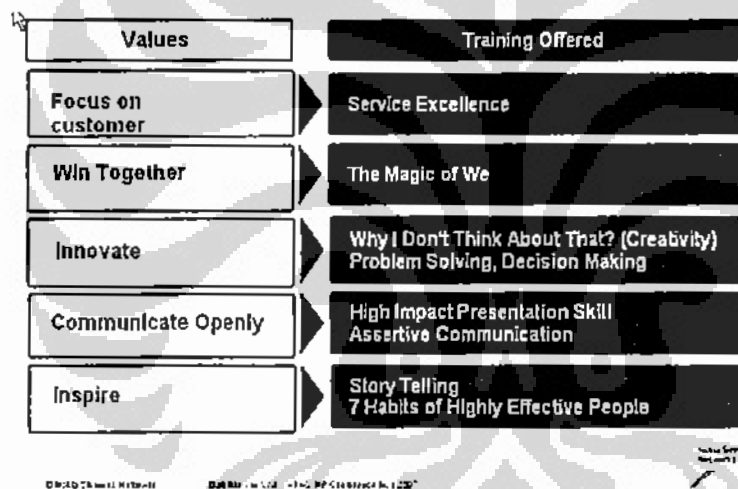 Values
Training Offered
Focus on
customer
Service Excellence
Win Together
The Magic of We
Innovate
Why I Don't Think About That? (Creativity)
Problem Solving, Decision Making
Communicate Openly
High Impact Presentation Skill
Assertive Communication
Inspire
Story Telling
7 Habits of Highly Effective People